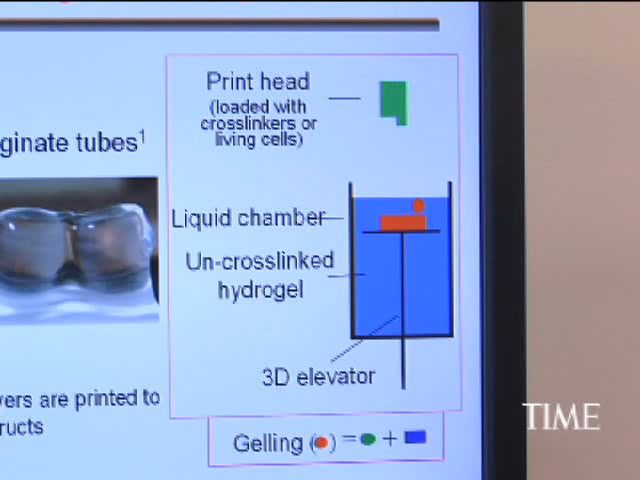 Print head
(loaded with
crosslinkers or
living cells)
ginate tubes¹
Liquid chamber
Un-crosslinked
hydrogel
3D elevator
ers are printed to
ructs
Gelling ( ) = +
TIME